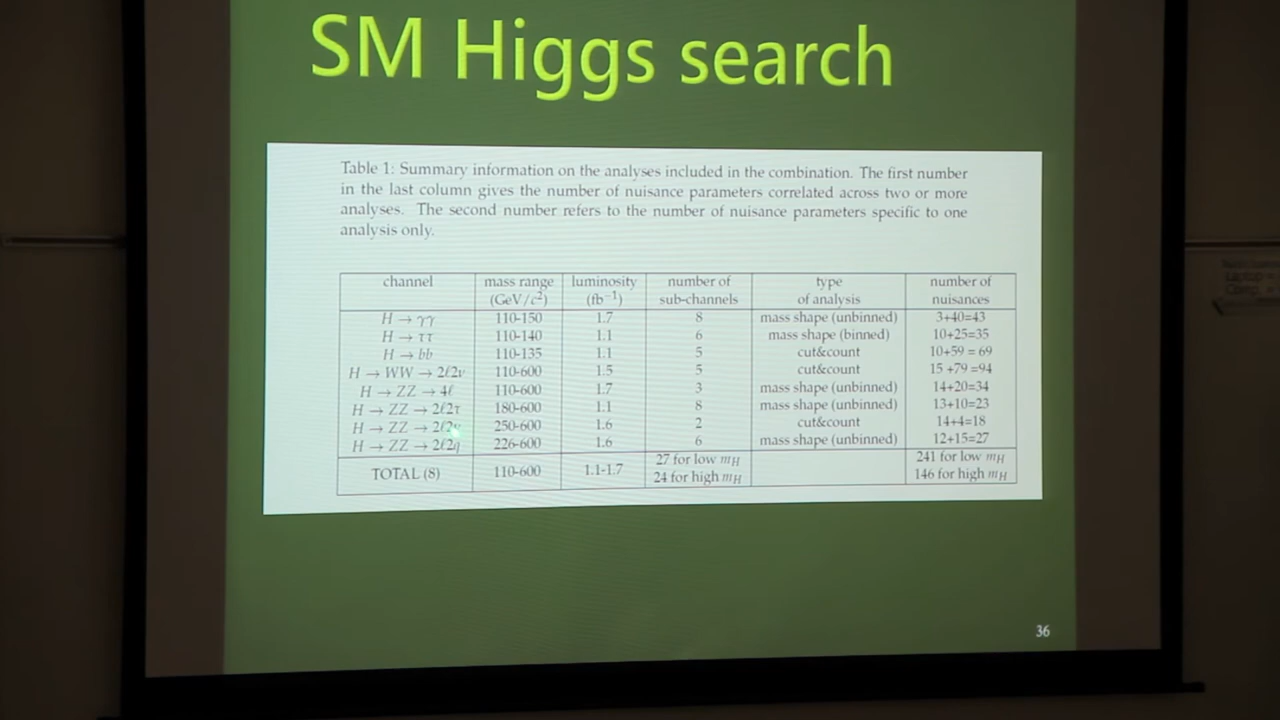 SM Higgs search
Table 1: Summary information on the analyses included in the combination. The first number
in the last column gives the number of nuisance parameters correlated across two or more
analyses. The second number refers to the number of nuisance parameters specific to one
analysis only.
channel mass range luminosity number of type number of
(GeV/c²) (fb⁻¹) sub-channels of analysis nuisances
H → γγ 110-150 1.7 8 mass shape (unbinned) 3+40=43
H → ττ 110-140 1.1 6 mass shape (binned) 10+25=35
H → bb 110-135 1.1 5 cut&count 10+59 = 69
H → WW → 2ℓ2ν 110-600 1.5 5 cut&count 15 +79 =94
H → ZZ → 4ℓ 110-600 1.7 3 mass shape (unbinned) 14+20=34
H → ZZ → 2ℓ2τ 180-600 1.1 8 mass shape (unbinned) 13+10=23
H → ZZ → 2ℓ2ν 250-600 1.6 2 cut&count 14+4=18
H → ZZ → 2ℓ2q 226-600 1.6 6 mass shape (unbinned) 12+15=27
TOTAL (8) 110-600 1.1-1.7 27 for low mH 241 for low mH
24 for high mH 146 for high mH
36